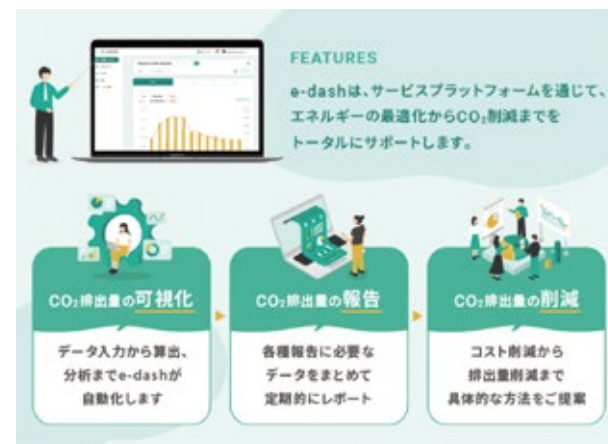 FEATURES
e-dashは、サービスプラットフォームを通じて、
エネルギーの最適化からCO₂削減までを
トータルにサポートします。
CO₂排出量の可視化
データ入力から算出、
分析までe-dashが
自動化します
CO₂排出量の報告
各種報告に必要な
データをまとめて
定期的にレポート
CO₂排出量の削減
コスト削減から
排出量削減まで
具体的な方法をご提案